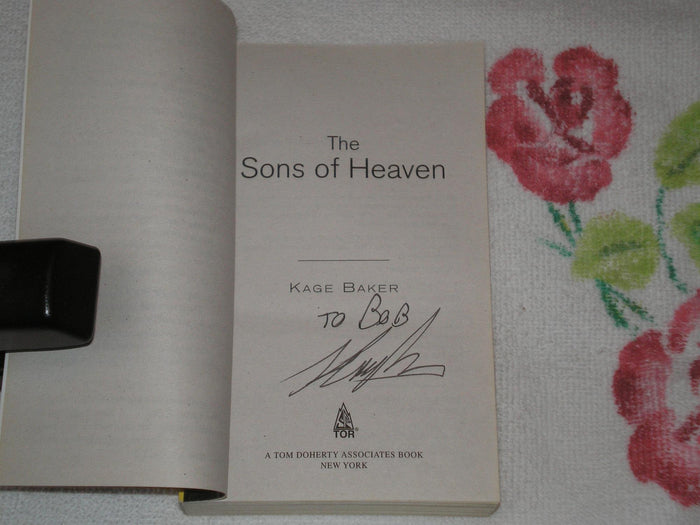 The
Sons of Heaven
KAGE BAKER
TO BOB
TOR
A TOM DOHERTY ASSOCIATES BOOK
NEW YORK